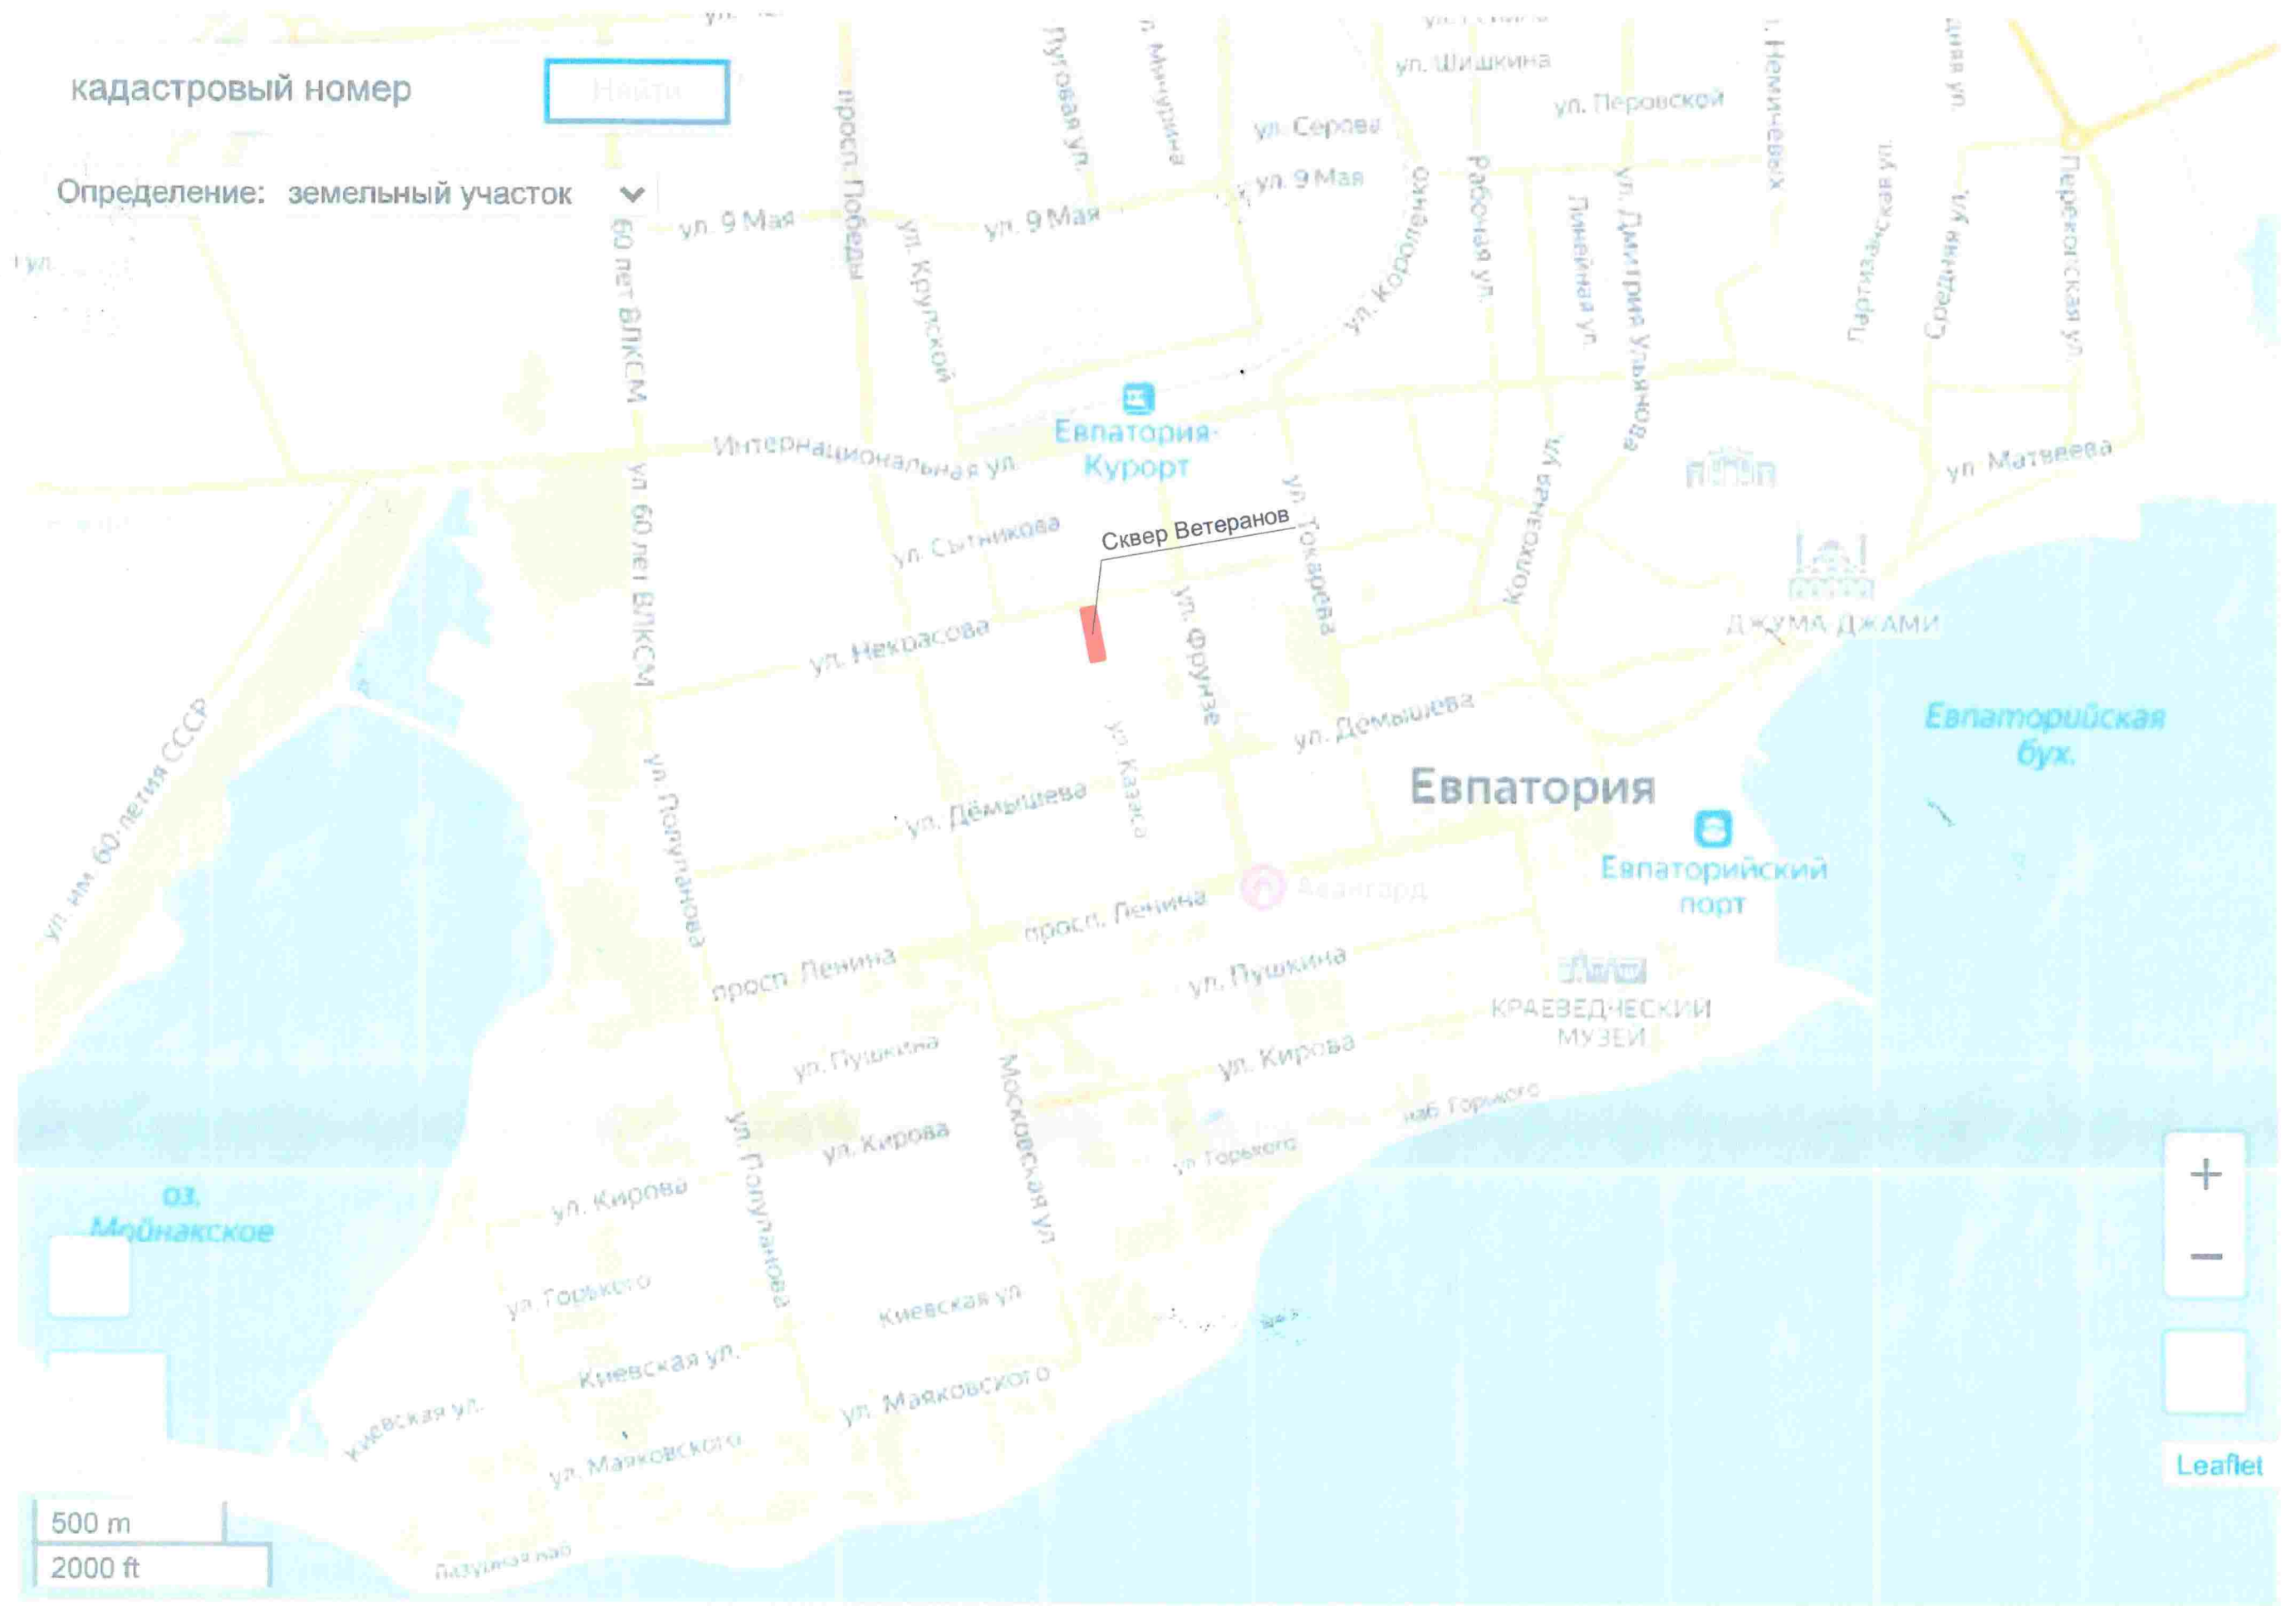 кадастровый номер
Найти
Определение: земельный участок
ул. Шишкина
ул. Перовской
ул. Серова
ул. 9 Мая
ул. 9 Мая
ул. 9 Мая
просп. Победы
Луговая ул.
Мичурина
ул. Крупской
ул. Короленко
Рабочая ул.
Линейная ул.
ул. Дмитрия Ульянова
Партизанская ул.
Средняя ул.
Перекопская ул.
60 лет ВЛКСМ
Интернациональная ул.
Евпатория-
Курорт
ул. Матвеева
ул. 60 лет ВЛКСМ
ул. Сытникова
Сквер Ветеранов
ул. Токарева
Колхозная ул.
ДЖУМА-ДЖАМИ
ул. Некрасова
ул. Фрунзе
ул. Дёмышева
Евпаторийская
бух.
ул. им. 60-летия СССР
ул. Попупанова
ул. Дёмышева
ул. Казаса
Евпатория
Евпаторийский
порт
Авангард
просп. Ленина
просп. Ленина
ул. Пушкина
КРАЕВЕДЧЕСКИЙ
МУЗЕЙ
ул. Пушкина
ул. Кирова
наб. Горького
ул. Кирова
ул. Горького
Московская ул.
ул. Попупанова
ул. Кирова
оз.
Мойнакское
ул. Горького
Киевская ул.
Киевская ул.
Киевская ул.
ул. Маяковского
ул. Маяковского
+
−
Leaflet
500 m
2000 ft